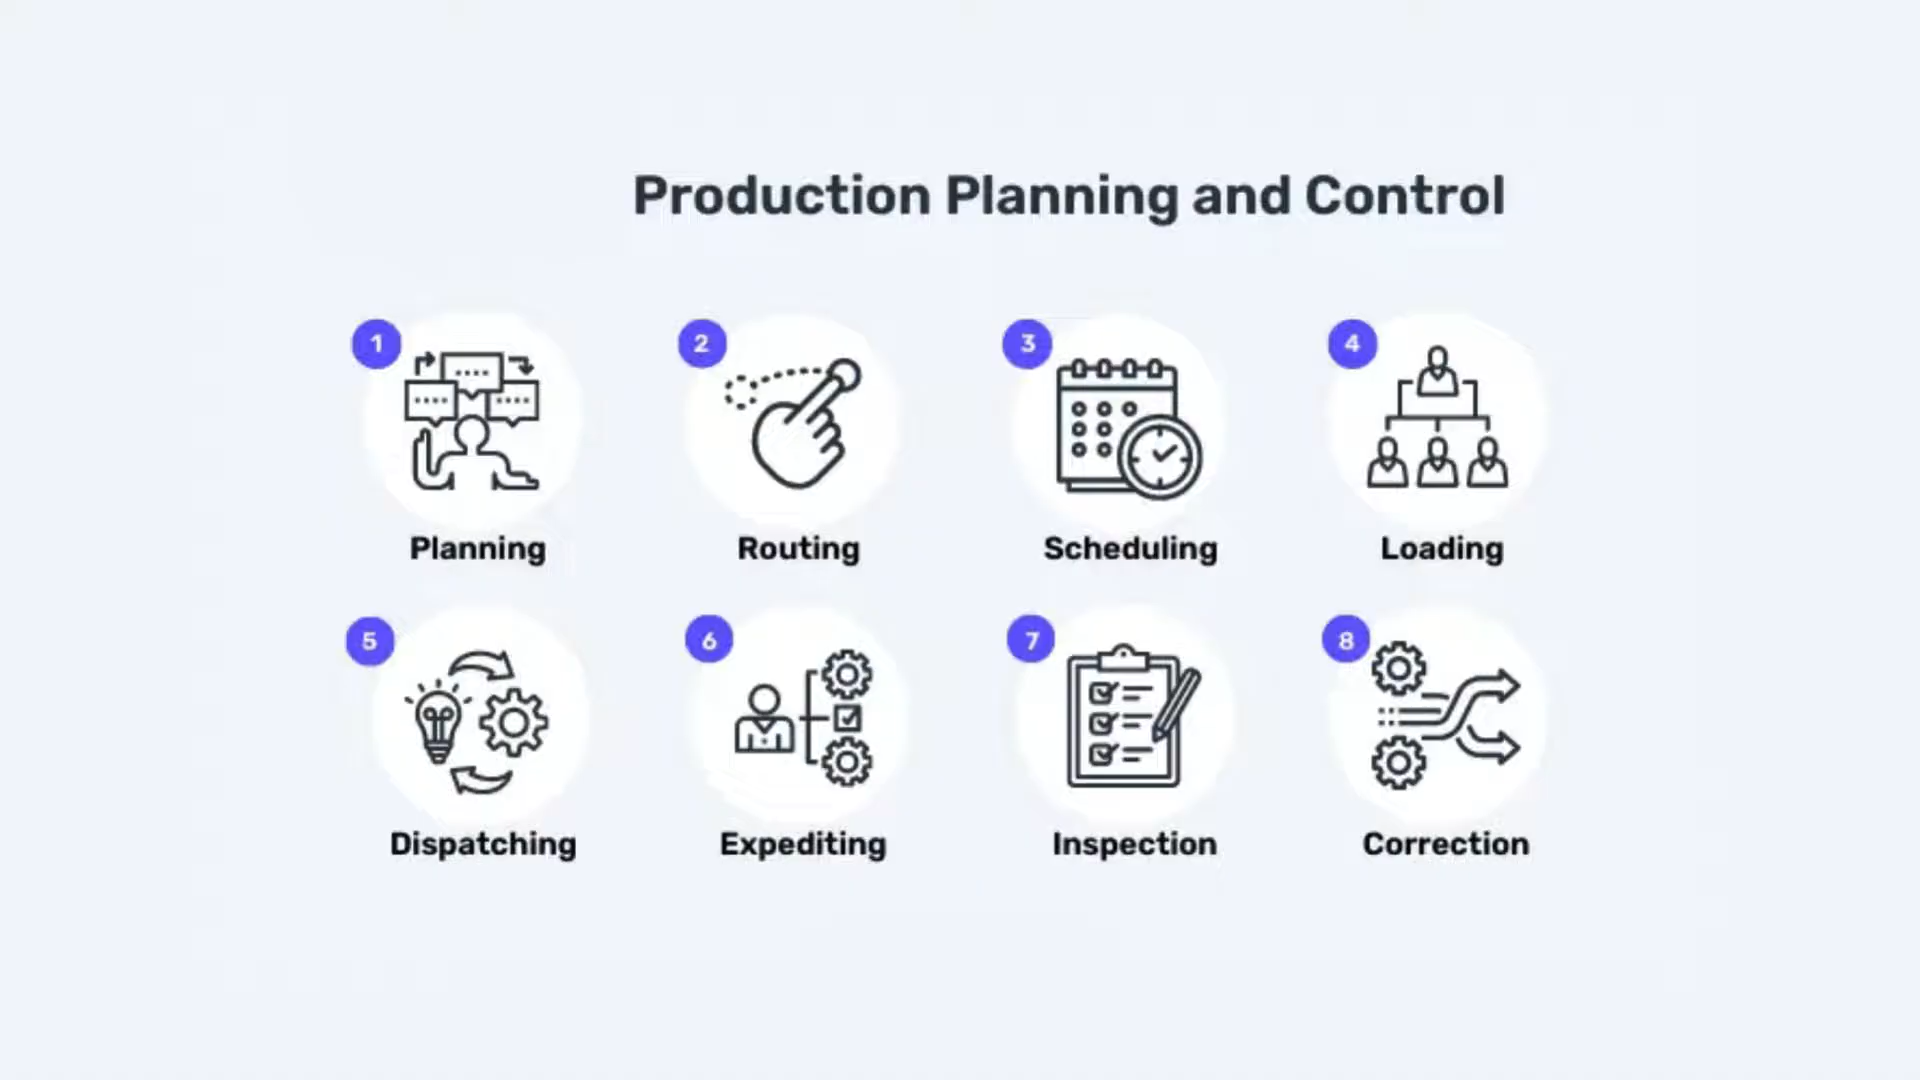 Production Planning and Control
1
2
3
4
Planning
Routing
Scheduling
Loading
5
6
7
8
Dispatching
Expediting
Inspection
Correction